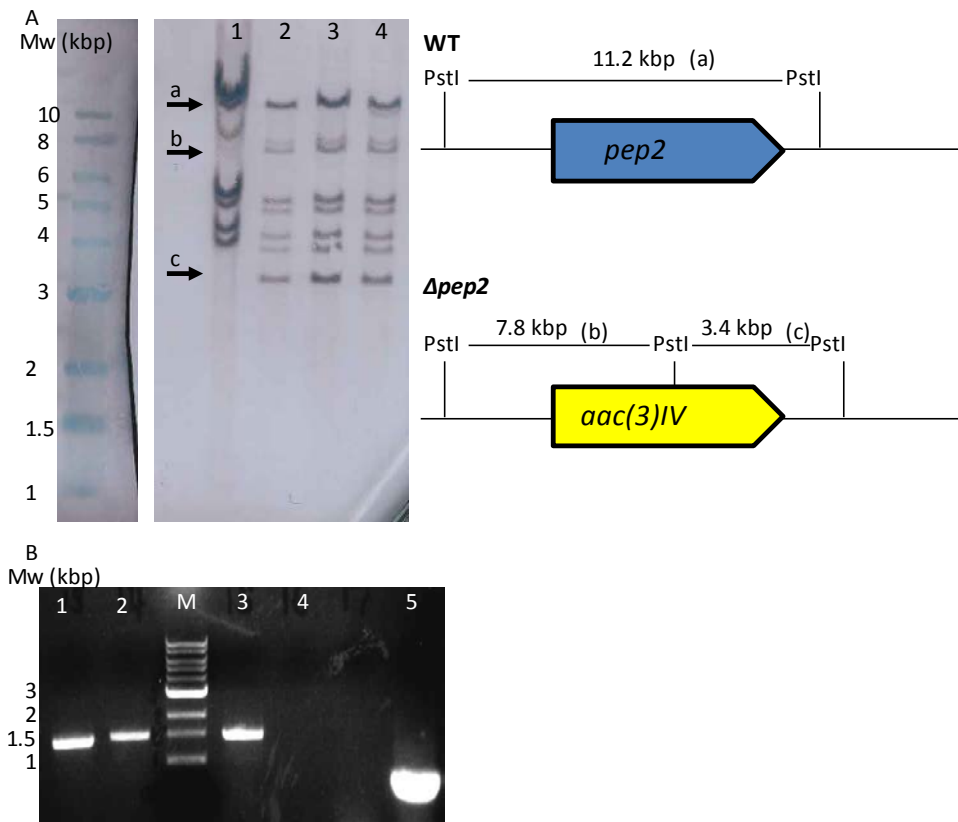 A
Mw (kbp)
10
8
6
5
4
3
2
1.5
1
1 2 3 4
a
b
c
WT
11.2 kbp (a)
PstI PstI
pep2
Δpep2
7.8 kbp (b) 3.4 kbp (c)
PstI PstI PstI
aac(3)IV
B
Mw (kbp)
1 2 M 3 4 5
3
2
1.5
1